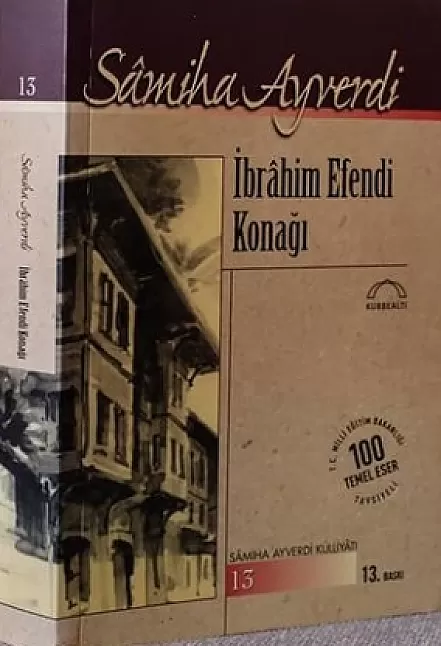 13
Sâmiha Ayverdi
İbrâhim Efendi Konağı
Sâmiha Ayverdi
İbrâhim Efendi
Konağı
KUBBEALTI
T.C. MİLLÎ EĞİTİM BAKANLIĞI
100
TEMEL ESER
TAVSİYELİ
SÂMİHA AYVERDİ KÜLLİYÂTI
13
13. BASKI